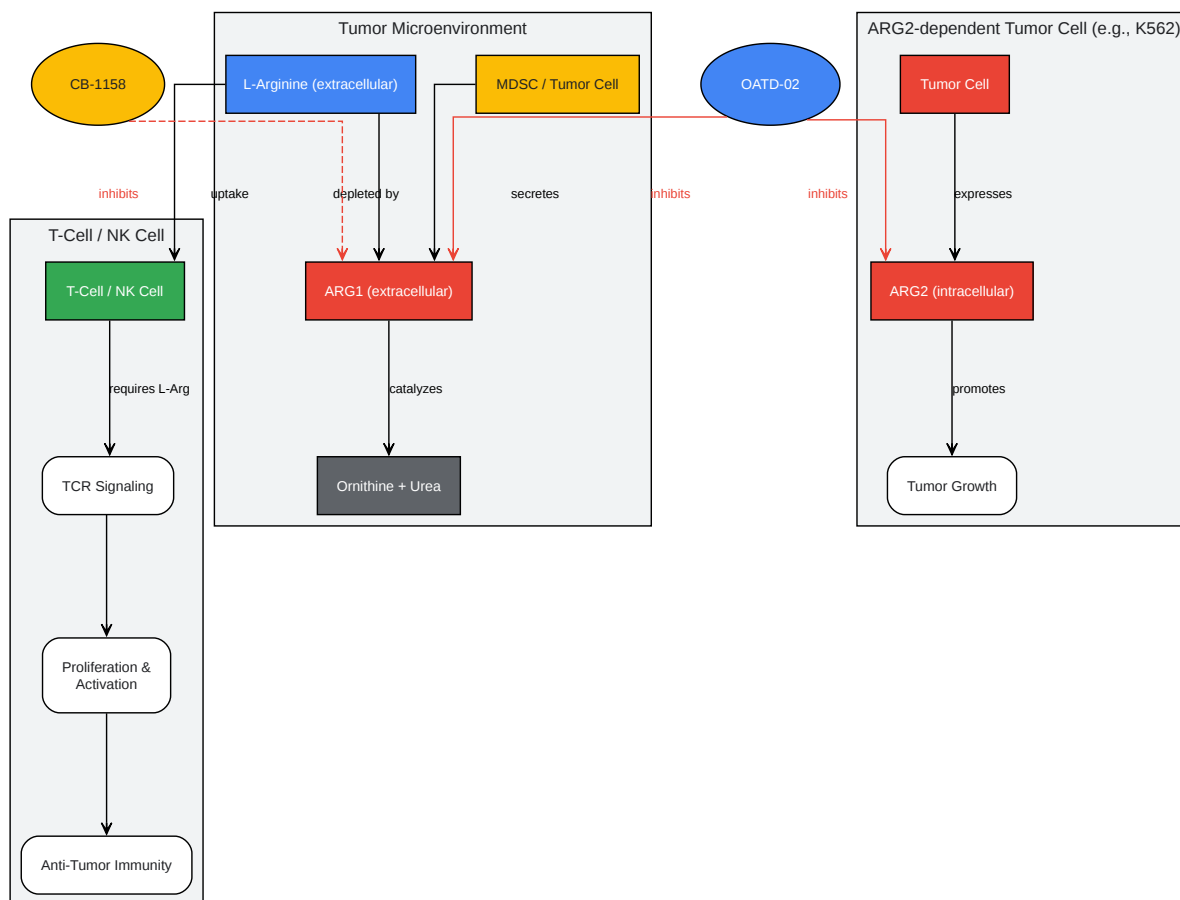 Tumor Microenvironment
ARG2-dependent Tumor Cell (e.g., K562)
CB-1158
L-Arginine (extracellular)
MDSC / Tumor Cell
OATD-02
Tumor Cell
inhibits
uptake
depleted by
secretes
inhibits
inhibits
expresses
T-Cell / NK Cell
T-Cell / NK Cell
ARG1 (extracellular)
ARG2 (intracellular)
requires L-Arg
catalyzes
promotes
TCR Signaling
Ornithine + Urea
Tumor Growth
Proliferation &
Activation
Anti-Tumor Immunity